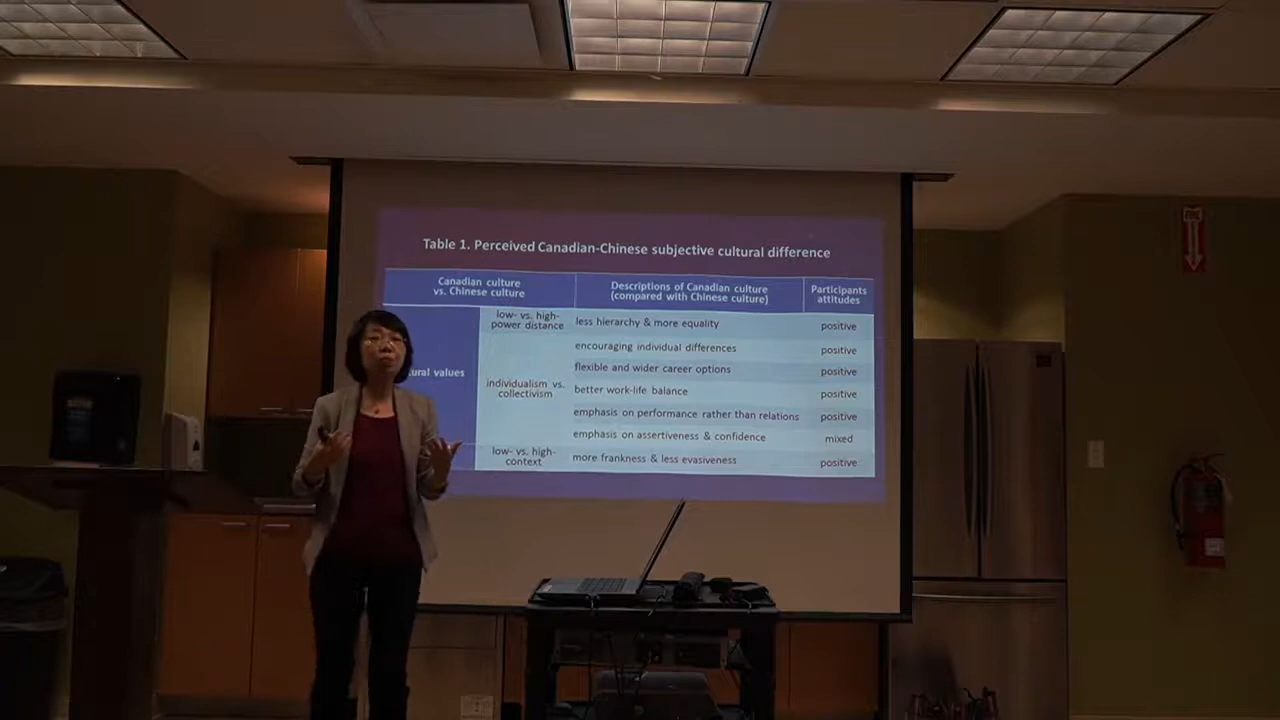 Table 1. Perceived Canadian-Chinese subjective cultural difference
Canadian culture
vs. Chinese culture
Descriptions of Canadian culture
(compared with Chinese culture)
Participants
attitudes
values
low- vs. high-
power distance
less hierarchy & more equality
positive
individualism vs.
collectivism
encouraging individual differences
positive
flexible and wider career options
positive
better work-life balance
positive
emphasis on performance rather than relations
positive
emphasis on assertiveness & confidence
mixed
low- vs. high-
context
more frankness & less evasiveness
positive
FIRE